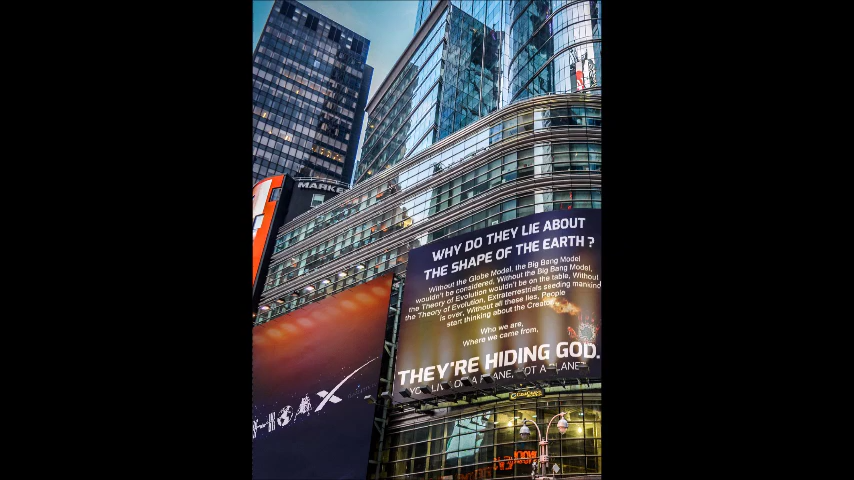 MARKE
WHY DO THEY LIE ABOUT
THE SHAPE OF THE EARTH ?
Without the Globe Model, the Big Bang Model
wouldn't be considered, Without the Big Bang Model,
the Theory of Evolution wouldn't be on the table, Without
the Theory of Evolution, Extraterrestrials seeding mankind
is over, Without all these lies, People
start thinking about the Creator
Who we are,
Where we came from,
THEY'RE HIDING GOD.
HOAX